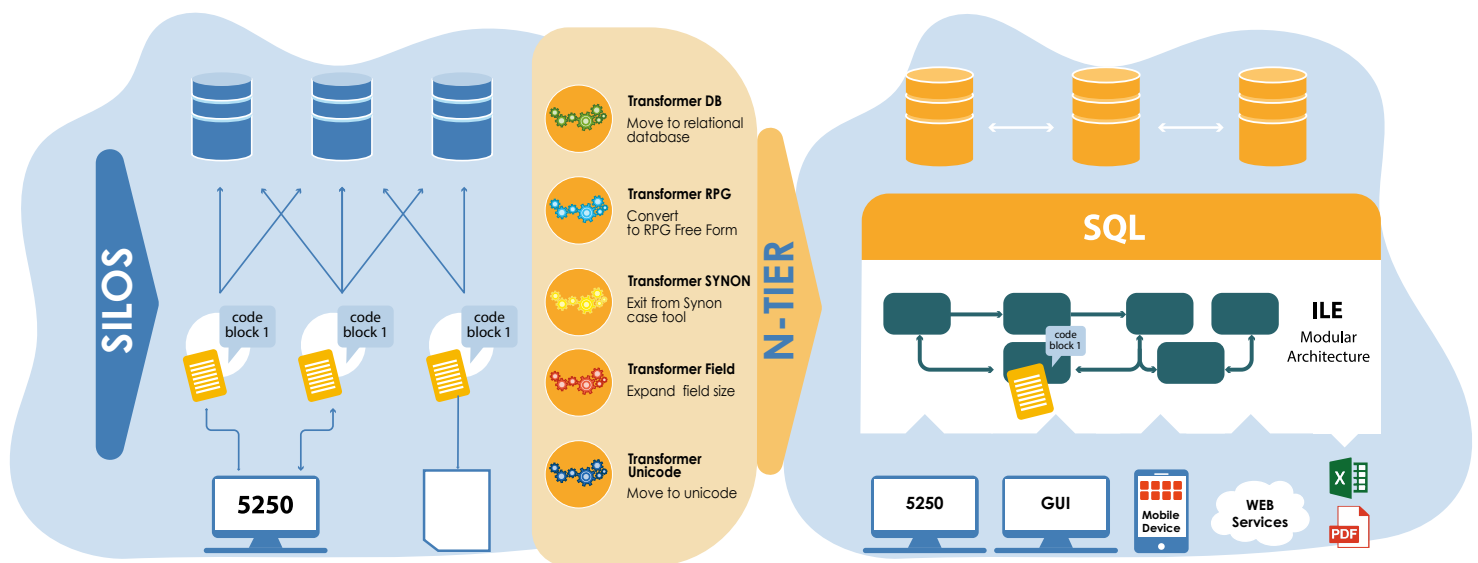 SILOS
code
block 1
code
block 1
code
block 1
5250
Transformer DB
Move to relational
database
Transformer RPG
Convert
to RPG Free Form
Transformer SYNON
Exit from Synon
case tool
Transformer Field
Expand field size
Transformer
Unicode
Move to unicode
N-TIER
SQL
code
block 1
ILE
Modular
Architecture
5250
GUI
Mobile
Device
WEB
Services
X
PDF